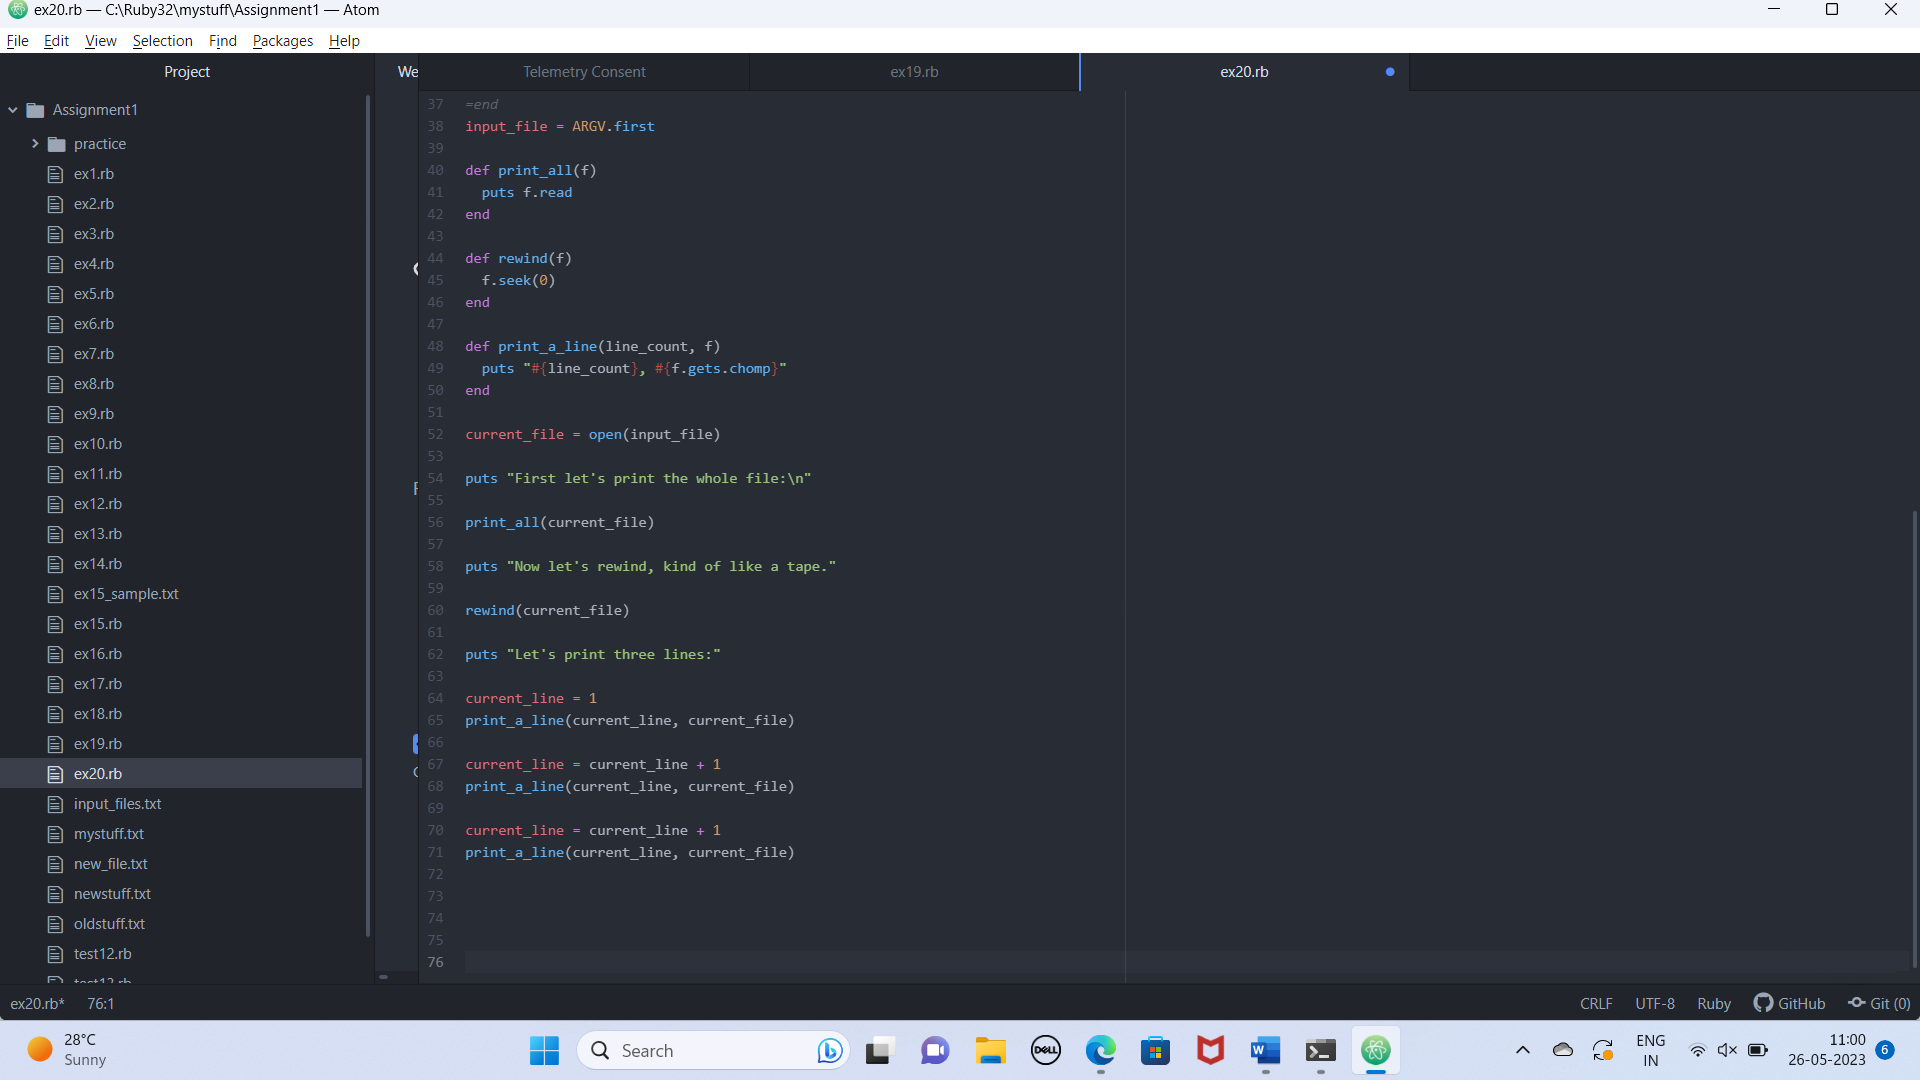 ex20.rb — C:\Ruby32\mystuff\Assignment1 — Atom
File Edit View Selection Find Packages Help
Project
We
Telemetry Consent
ex19.rb
ex20.rb
Assignment1
practice
ex1.rb
ex2.rb
ex3.rb
ex4.rb
ex5.rb
ex6.rb
ex7.rb
ex8.rb
ex9.rb
ex10.rb
ex11.rb
ex12.rb
ex13.rb
ex14.rb
ex15_sample.txt
ex15.rb
ex16.rb
ex17.rb
ex18.rb
ex19.rb
ex20.rb
input_files.txt
mystuff.txt
new_file.txt
newstuff.txt
oldstuff.txt
test12.rb
37 =end
38 input_file = ARGV.first
39
40 def print_all(f)
41   puts f.read
42 end
43
44 def rewind(f)
45   f.seek(0)
46 end
47
48 def print_a_line(line_count, f)
49   puts "#{line_count}, #{f.gets.chomp}"
50 end
51
52 current_file = open(input_file)
53
54 puts "First let's print the whole file:\n"
55
56 print_all(current_file)
57
58 puts "Now let's rewind, kind of like a tape."
59
60 rewind(current_file)
61
62 puts "Let's print three lines:"
63
64 current_line = 1
65 print_a_line(current_line, current_file)
66
67 current_line = current_line + 1
68 print_a_line(current_line, current_file)
69
70 current_line = current_line + 1
71 print_a_line(current_line, current_file)
72
73
74
75
76
ex20.rb* 76:1
CRLF UTF-8 Ruby GitHub Git (0)
28°C
Sunny
Search
DELL
W
ENG
IN
11:00
26-05-2023
6